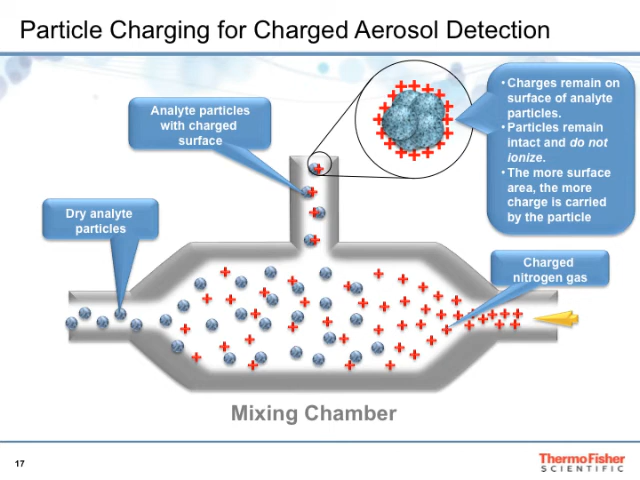 Particle Charging for Charged Aerosol Detection
Analyte particles
with charged
surface
• Charges remain on
surface of analyte
particles.
• Particles remain
intact and do not
ionize.
• The more surface
area, the more
charge is carried
by the particle
Dry analyte
particles
Charged
nitrogen gas
Mixing Chamber
17
ThermoFisher
SCIENTIFIC